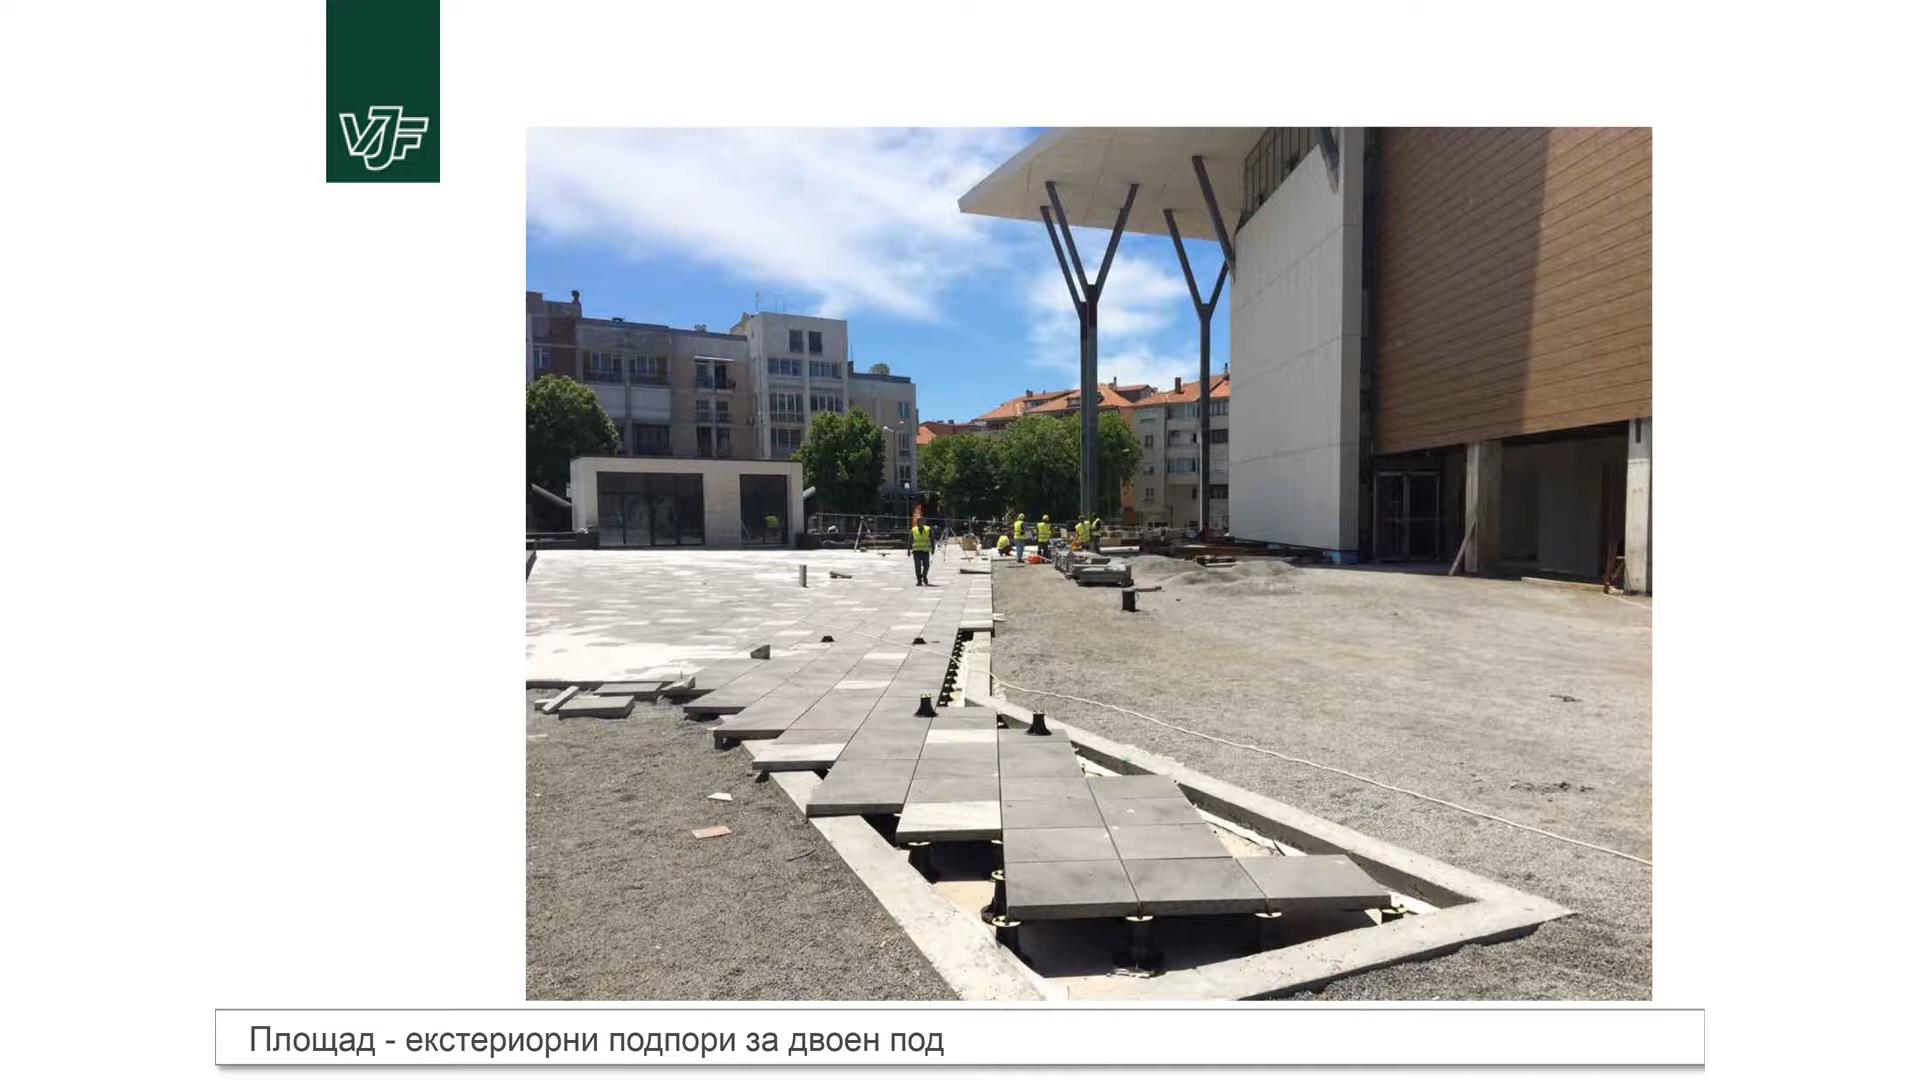 VJF
Площад - екстериорни подпори за двоен под